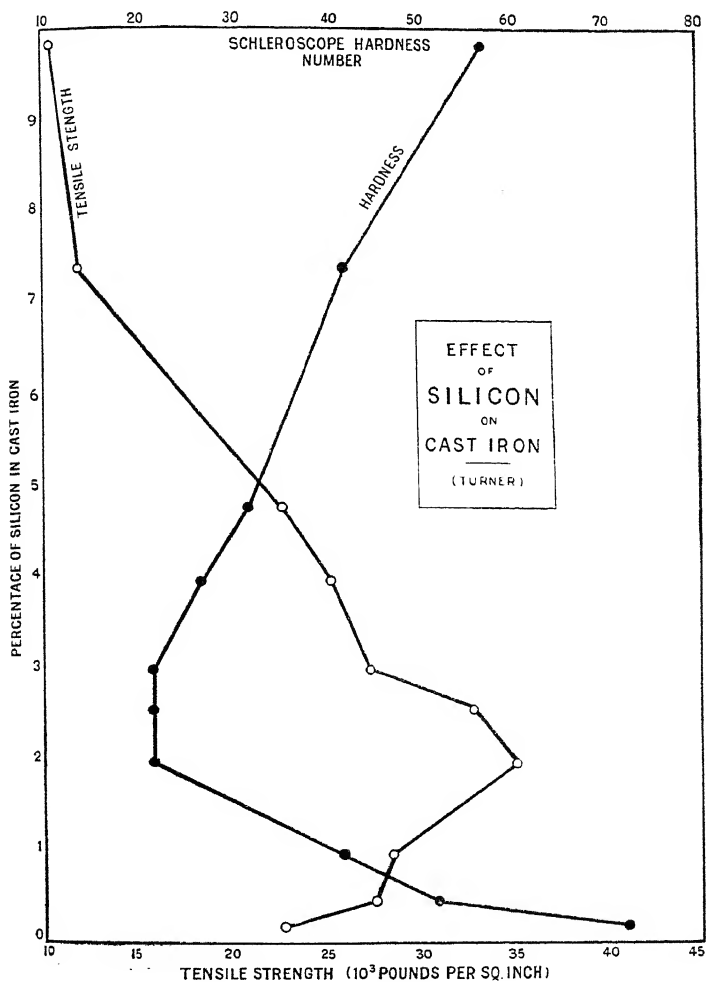 10 20 30 40 50 60 70 80
SCHLEROSCOPE HARDNESS
NUMBER
TENSILE STENGTH
HARDNESS
9
8
7
6
5
4
3
2
1
0
PERCENTAGE OF SILICON IN CAST IRON
EFFECT
OF
SILICON
ON
CAST IRON
(TURNER)
10 15 20 25 30 35 40 45
TENSILE STRENGTH (10³ POUNDS PER SQ. INCH)